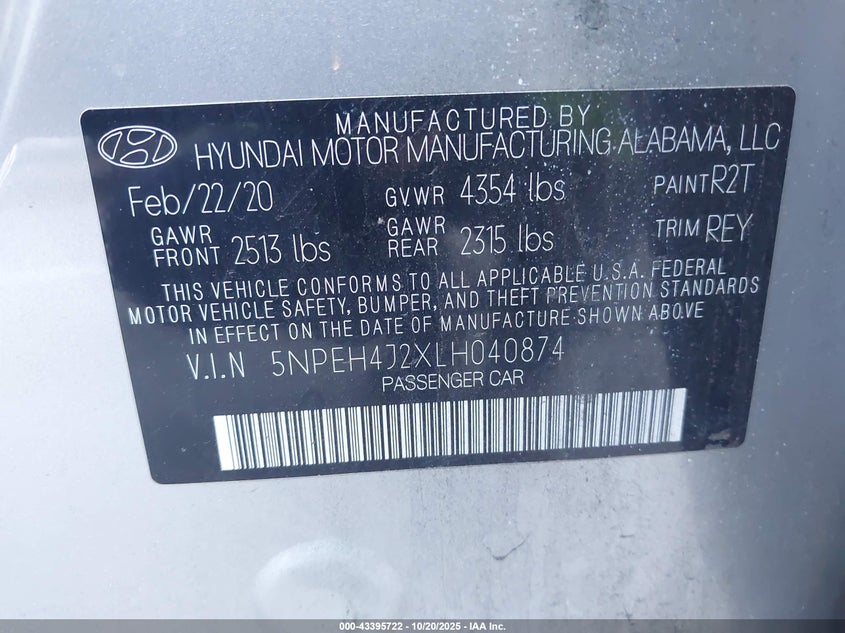 MANUFACTURED BY
HYUNDAI MOTOR MANUFACTURING ALABAMA, LLC
Feb/22/20 GVWR 4354 lbs PAINT R2T
GAWR FRONT 2513 lbs GAWR REAR 2315 lbs TRIM REY
THIS VEHICLE CONFORMS TO ALL APPLICABLE U.S.A. FEDERAL
MOTOR VEHICLE SAFETY, BUMPER, AND THEFT PREVENTION STANDARDS
IN EFFECT ON THE DATE OF MANUFACTURE SHOWN ABOVE
V.I.N 5NPEH4J2XLH040874
PASSENGER CAR
000-43395722 - 10/20/2025 - IAA Inc.